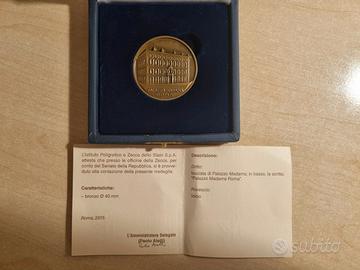 L'Istituto Poligrafico e Zecca dello Stato S.p.A.
attesta che presso le officine della Zecca, per
conto del Senato della Repubblica, si è provve-
duto alla coniazione della presente medaglia.
Caratteristiche:
– bronzo Ø 40 mm
Roma,
L'Amministratore Delegato
Descrizione:
Dritto:
facciata di Palazzo Madama; in basso, la scritta:
"Palazzo Madama Roma".
Rovescio:
liscio.
subito